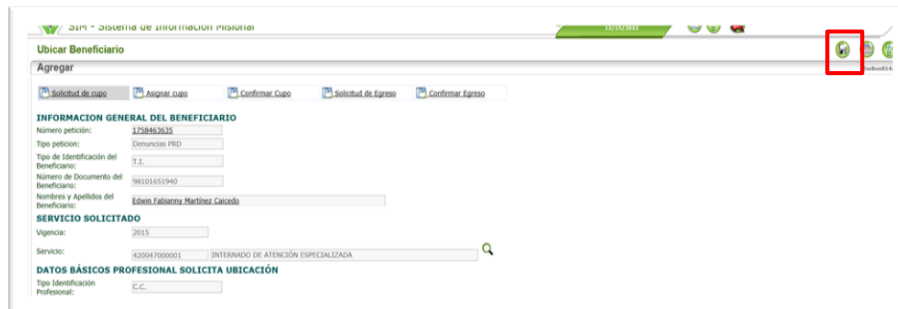 SIM - Sistema de Información Misional
Ubicar Beneficiario
Agregar
Solicitud de cupo Asignar cupo Confirmar Cupo Solicitud de Egreso Confirmar Egreso
INFORMACION GENERAL DEL BENEFICIARIO
Número petición: 1758463635
Tipo peticion: Denuncias PRD
Tipo de Identificación del
Beneficiario: T.I.
Número de Documento del
Beneficiario: 98101651940
Nombres y Apellidos del
Beneficiario: Edwin Fabianny Martínez Caicedo
SERVICIO SOLICITADO
Vigencia: 2015
Servicio: 420047000001 INTERNADO DE ATENCIÓN ESPECIALIZADA
DATOS BÁSICOS PROFESIONAL SOLICITA UBICACIÓN
Tipo Identificación
Profesional: C.C.